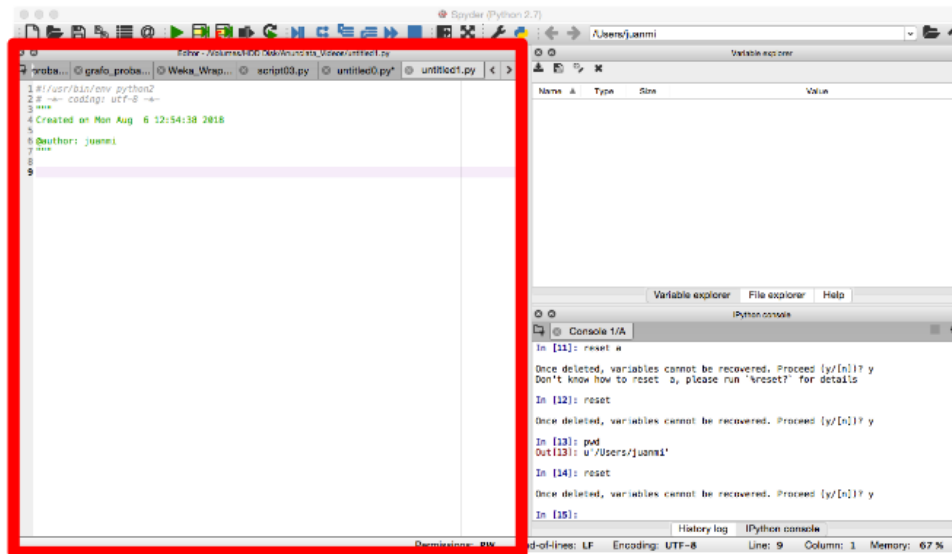 Spyder (Python 2.7)
/Users/juanmi
Editor - /Volumes/HDD Disk/Anuncista_Videos/untitled1.py
proba... grafo_proba... Weka_Wrap... script03.py untitled0.py* untitled1.py
1 #!/usr/bin/env python2
2 # -*- coding: utf-8 -*-
3 """
4 Created on Mon Aug  6 12:54:38 2018
5
6 @author: juanmi
7 """
8
9
Permissions: RW
Variable explorer
Name Type Size Value
Variable explorer File explorer Help
IPython console
Console 1/A
In [11]: reset a
Once deleted, variables cannot be recovered. Proceed (y/[n])? y
Don't know how to reset  a, please run `%reset?` for details
In [12]: reset
Once deleted, variables cannot be recovered. Proceed (y/[n])? y
In [13]: pwd
Out[13]: u'/Users/juanmi'
In [14]: reset
Once deleted, variables cannot be recovered. Proceed (y/[n])? y
In [15]:
History log IPython console
d-of-lines: LF Encoding: UTF-8 Line: 9 Column: 1 Memory: 67 %